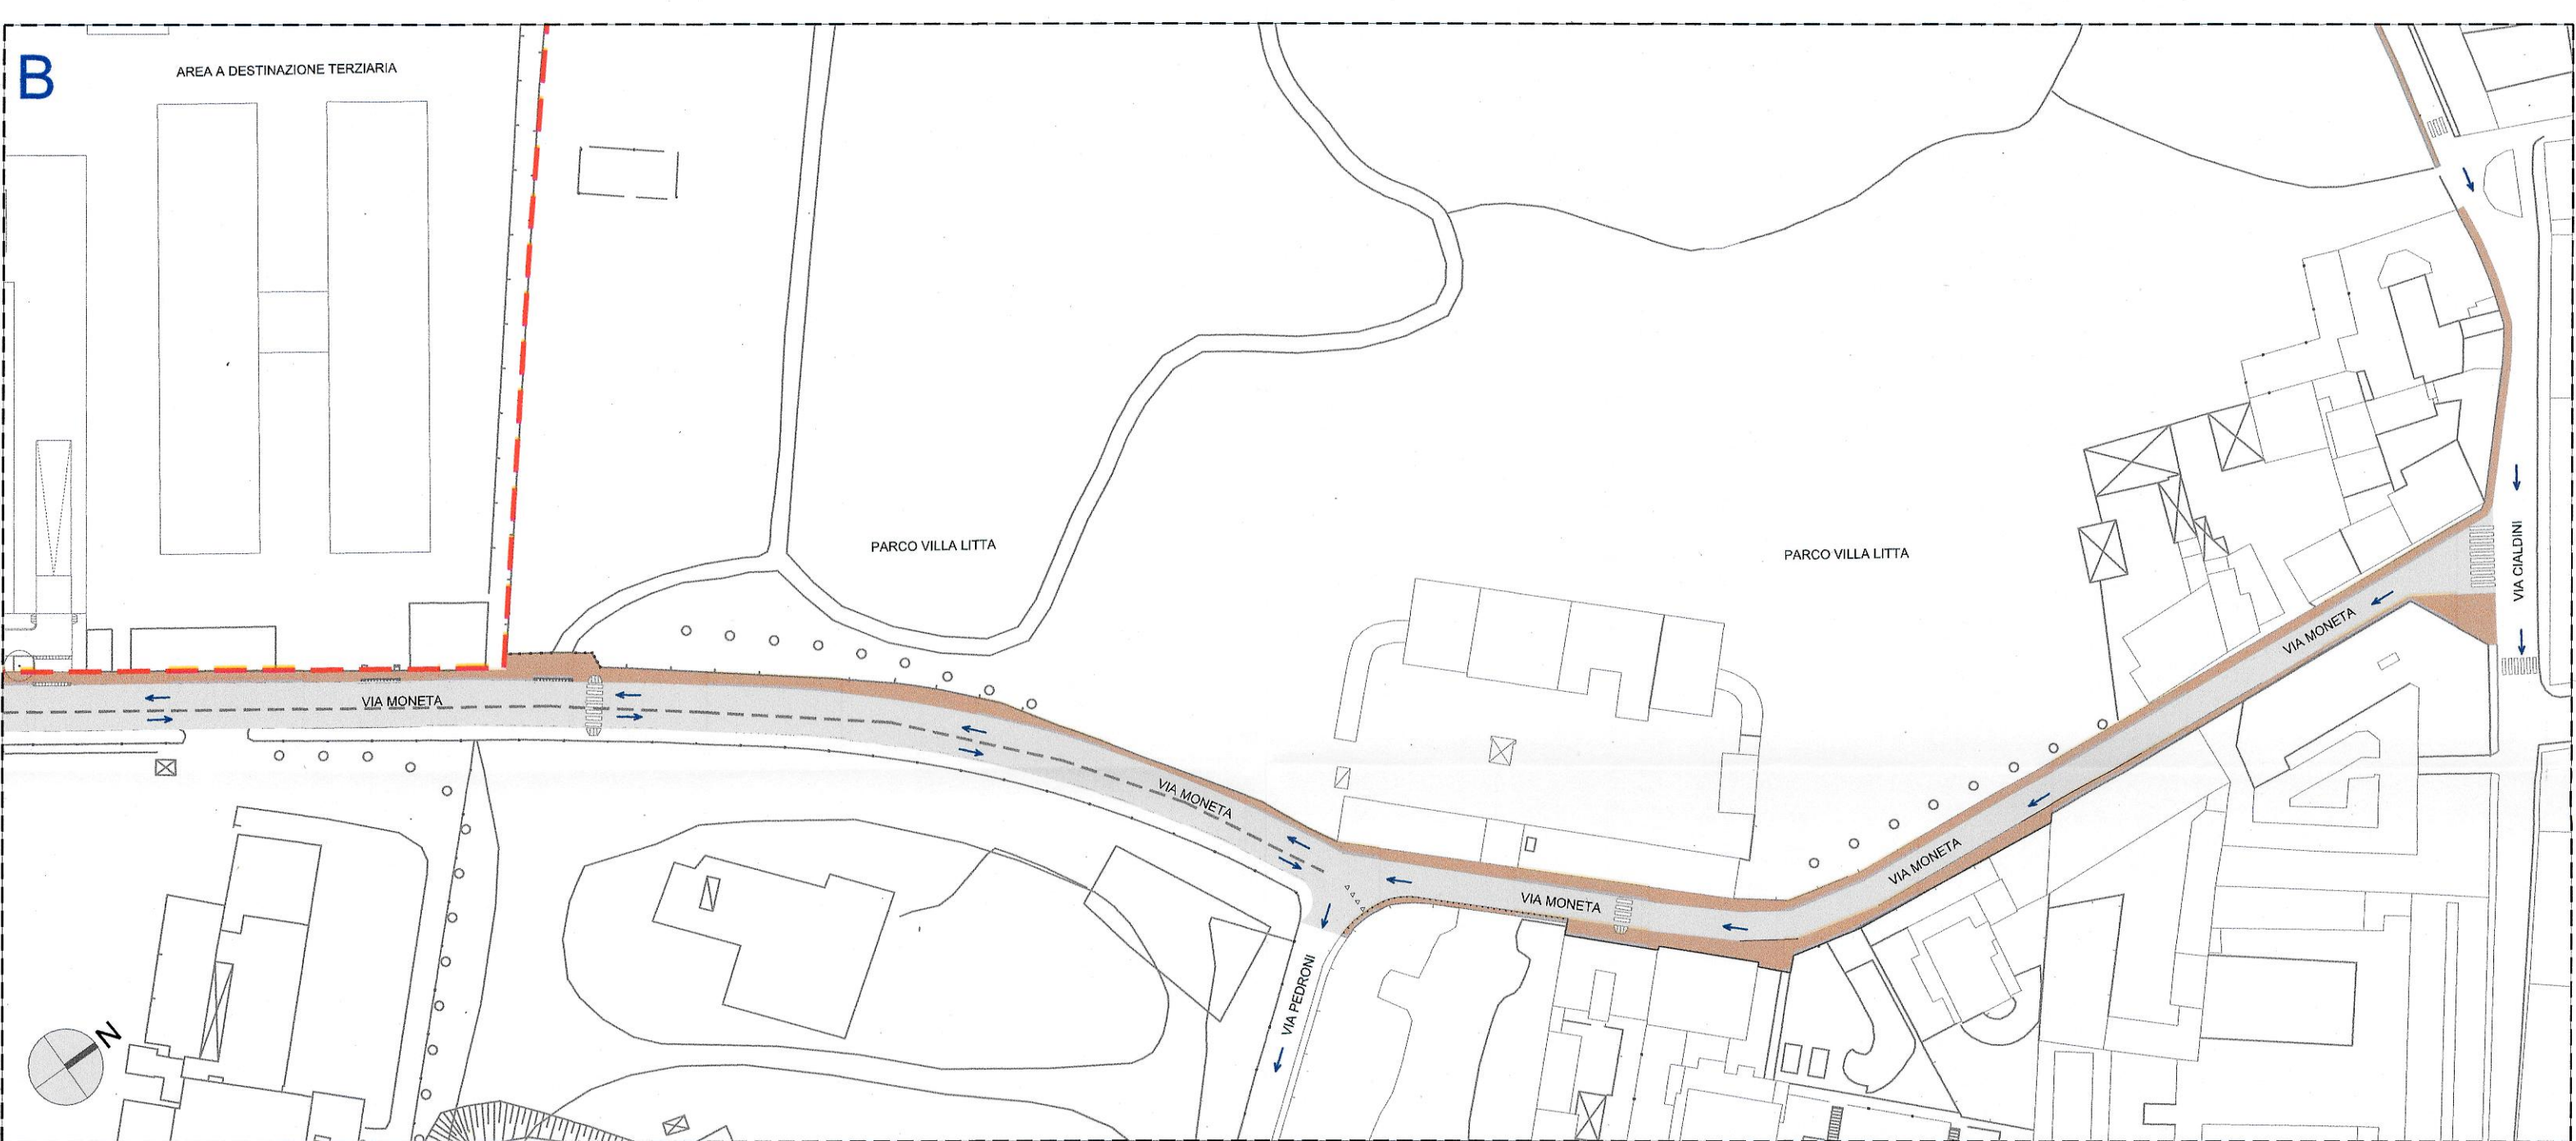 B
AREA A DESTINAZIONE TERZIARIA
PARCO VILLA LITTA
PARCO VILLA LITTA
VIA CIALDINI
VIA MONETA
VIA MONETA
VIA MONETA
VIA MONETA
VIA MONETA
VIA PEDRONI
N